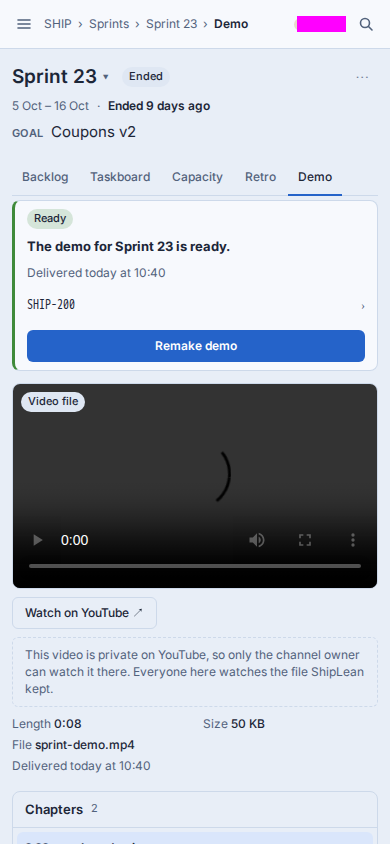 SHIP › Sprints › Sprint 23 › Demo
Sprint 23 ▾ Ended ...
5 Oct – 16 Oct · Ended 9 days ago
GOAL Coupons v2
Backlog Taskboard Capacity Retro Demo
Ready
The demo for Sprint 23 is ready.
Delivered today at 10:40
SHIP-200 ›
Remake demo
Video file
0:00
Watch on YouTube ↗
This video is private on YouTube, so only the channel owner
can watch it there. Everyone here watches the file ShipLean
kept.
Length 0:08 Size 50 KB
File sprint-demo.mp4
Delivered today at 10:40
Chapters 2